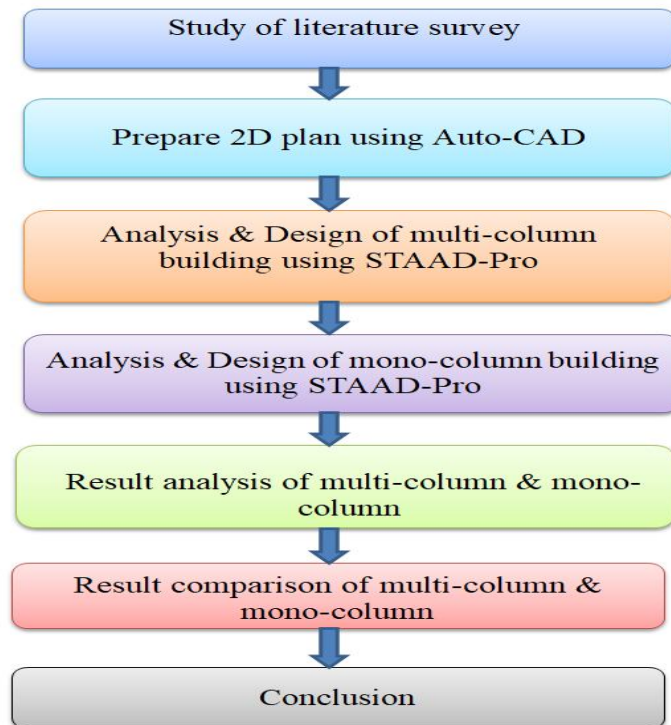 Study of literature survey
Prepare 2D plan using Auto-CAD
Analysis & Design of multi-column
building using STAAD-Pro
Analysis & Design of mono-column building
using STAAD-Pro
Result analysis of multi-column & mono-
column
Result comparison of multi-column &
mono-column
Conclusion